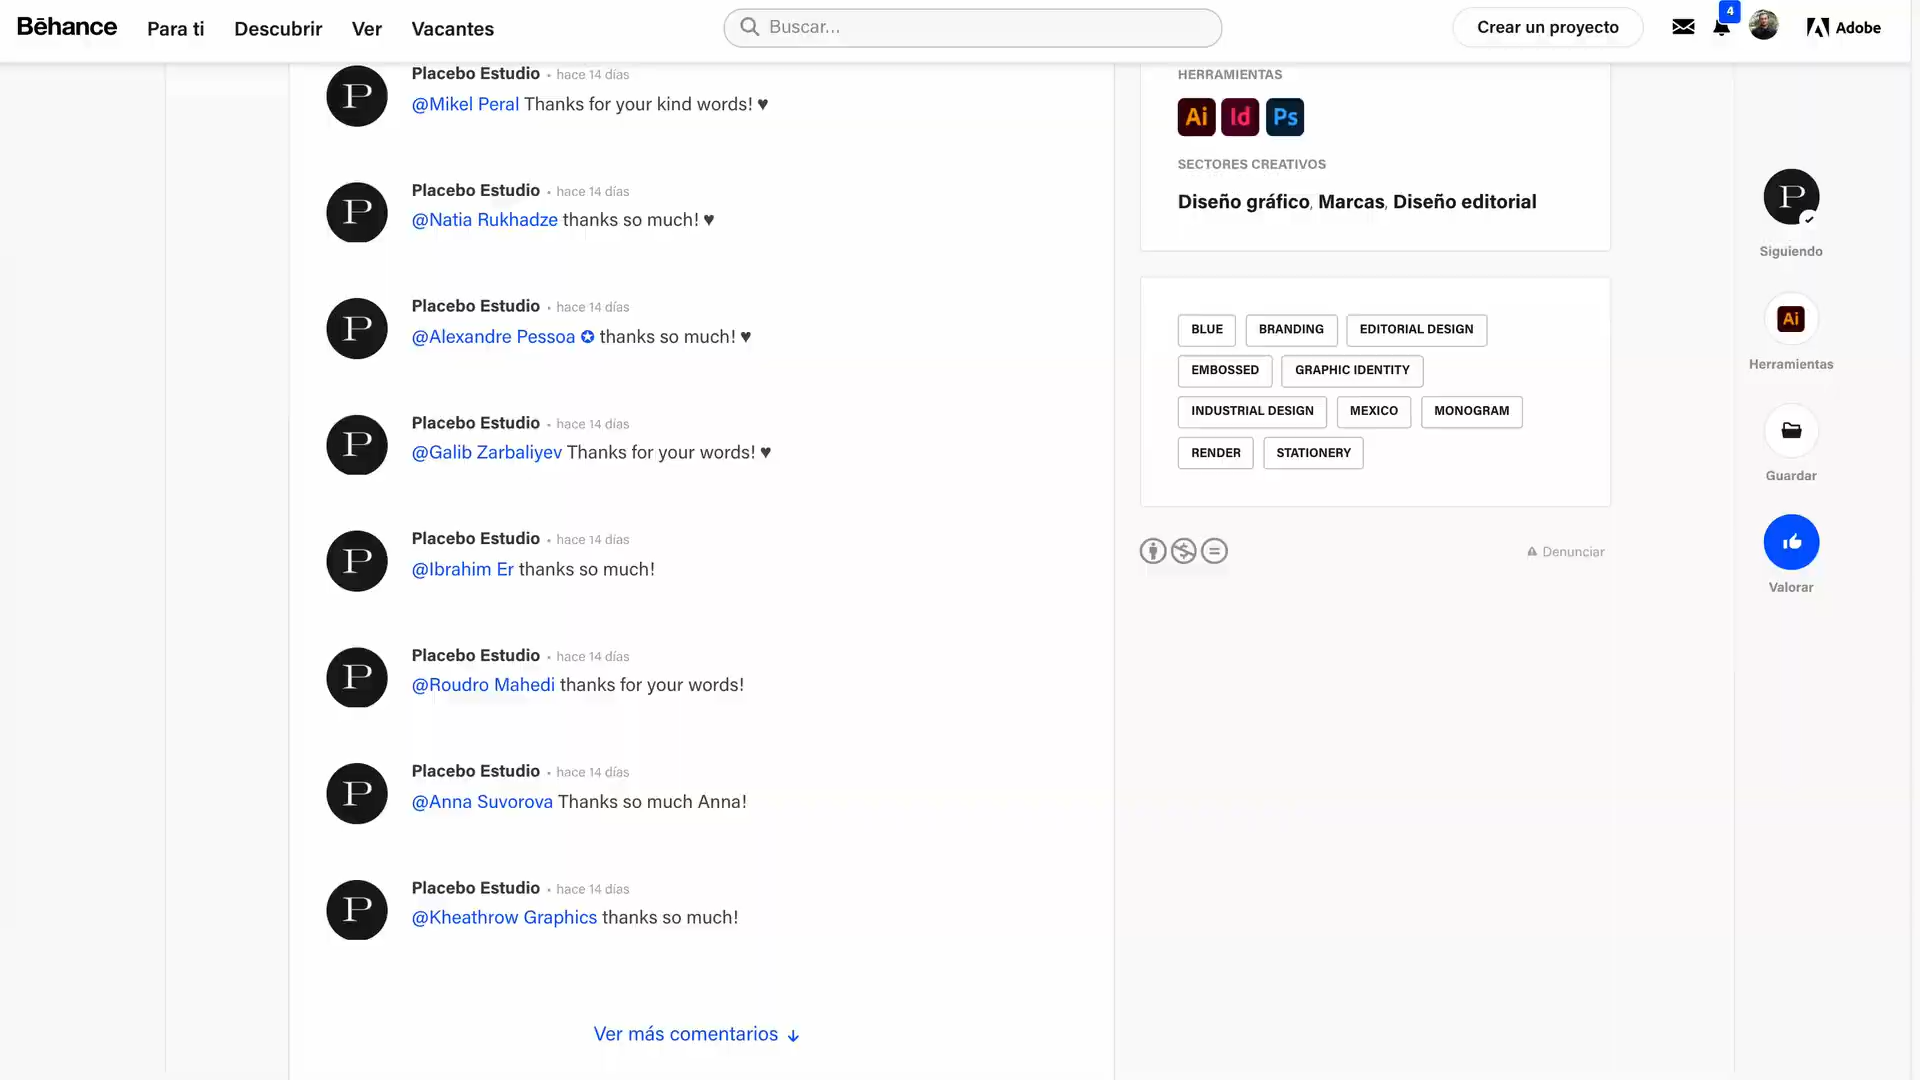 Bēhance Para ti Descubrir Ver Vacantes Buscar... Crear un proyecto 4 Adobe
Placebo Estudio • hace 14 días
@Mikel Peral Thanks for your kind words! ♥
Placebo Estudio • hace 14 días
@Natia Rukhadze thanks so much! ♥
Placebo Estudio • hace 14 días
@Alexandre Pessoa ✪ thanks so much! ♥
Placebo Estudio • hace 14 días
@Galib Zarbaliyev Thanks for your words! ♥
Placebo Estudio • hace 14 días
@Ibrahim Er thanks so much!
Placebo Estudio • hace 14 días
@Roudro Mahedi thanks for your words!
Placebo Estudio • hace 14 días
@Anna Suvorova Thanks so much Anna!
Placebo Estudio • hace 14 días
@Kheathrow Graphics thanks so much!
Ver más comentarios ↓
P
P
P
P
P
P
P
P
HERRAMIENTAS
Ai Id Ps
SECTORES CREATIVOS
Diseño gráfico, Marcas, Diseño editorial
BLUE BRANDING EDITORIAL DESIGN
EMBOSSED GRAPHIC IDENTITY
INDUSTRIAL DESIGN MEXICO MONOGRAM
RENDER STATIONERY
Denunciar
P
Siguiendo
Ai
Herramientas
Guardar
Valorar